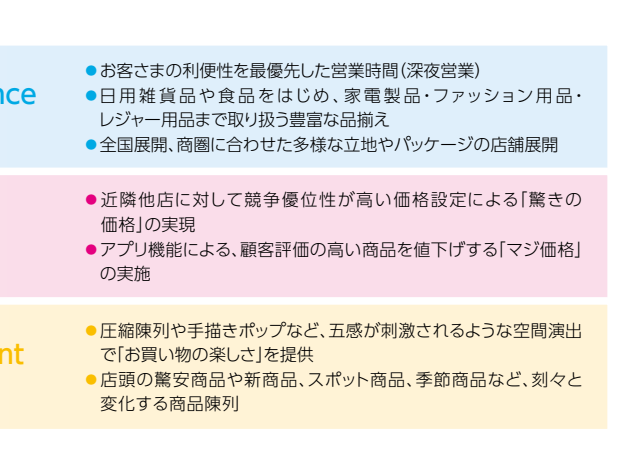 nce
●お客さまの利便性を最優先した営業時間(深夜営業)
●日用雑貨品や食品をはじめ、家電製品・ファッション用品・
レジャー用品まで取り扱う豊富な品揃え
●全国展開、商圏に合わせた多様な立地やパッケージの店舗展開
●近隣他店に対して競争優位性が高い価格設定による「驚きの
価格」の実現
●アプリ機能による、顧客評価の高い商品を値下げする「マジ価格」
の実施
nt
●圧縮陳列や手描きポップなど、五感が刺激されるような空間演出
で「お買い物の楽しさ」を提供
●店頭の驚安商品や新商品、スポット商品、季節商品など、刻々と
変化する商品陳列